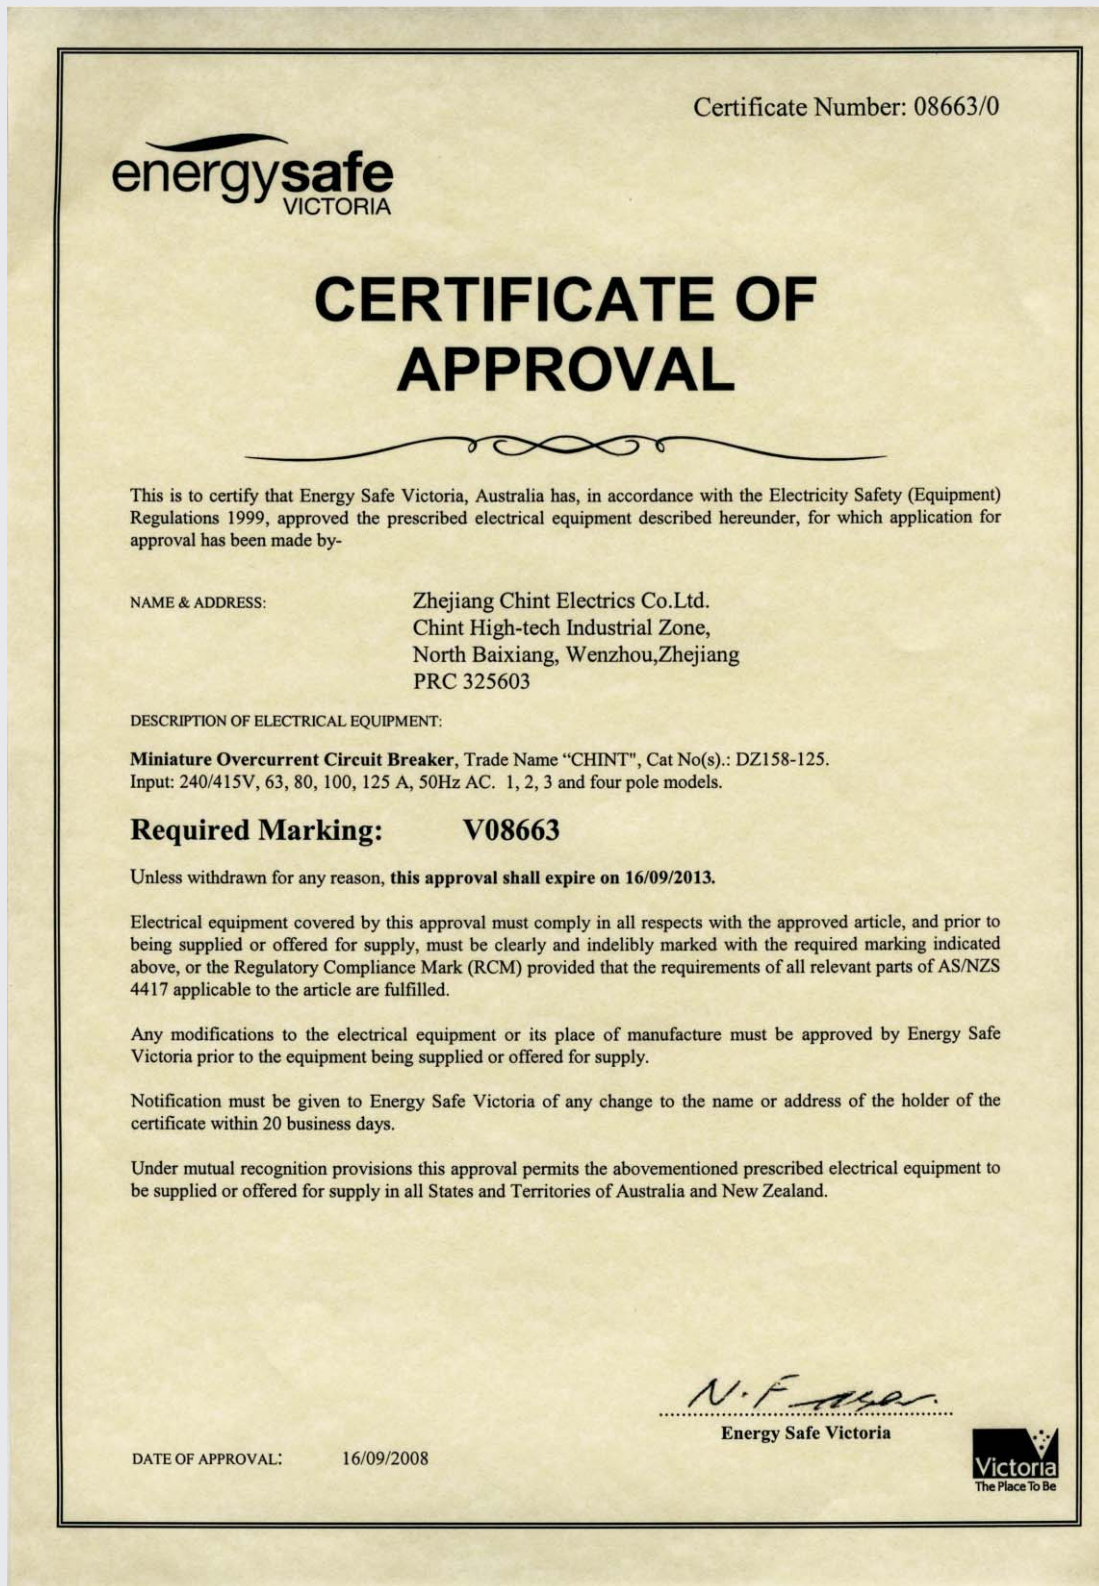 Certificate Number: 08663/0
energysafe
VICTORIA
CERTIFICATE OF
APPROVAL
This is to certify that Energy Safe Victoria, Australia has, in accordance with the Electricity Safety (Equipment)
Regulations 1999, approved the prescribed electrical equipment described hereunder, for which application for
approval has been made by-
NAME & ADDRESS: Zhejiang Chint Electrics Co.Ltd.
Chint High-tech Industrial Zone,
North Baixiang, Wenzhou,Zhejiang
PRC 325603
DESCRIPTION OF ELECTRICAL EQUIPMENT:
Miniature Overcurrent Circuit Breaker, Trade Name “CHINT", Cat No(s).: DZ158-125.
Input: 240/415V, 63, 80, 100, 125 A, 50Hz AC. 1, 2, 3 and four pole models.
Required Marking: V08663
Unless withdrawn for any reason, this approval shall expire on 16/09/2013.
Electrical equipment covered by this approval must comply in all respects with the approved article, and prior to
being supplied or offered for supply, must be clearly and indelibly marked with the required marking indicated
above, or the Regulatory Compliance Mark (RCM) provided that the requirements of all relevant parts of AS/NZS
4417 applicable to the article are fulfilled.
Any modifications to the electrical equipment or its place of manufacture must be approved by Energy Safe
Victoria prior to the equipment being supplied or offered for supply.
Notification must be given to Energy Safe Victoria of any change to the name or address of the holder of the
certificate within 20 business days.
Under mutual recognition provisions this approval permits the abovementioned prescribed electrical equipment to
be supplied or offered for supply in all States and Territories of Australia and New Zealand.
N. F
Energy Safe Victoria
DATE OF APPROVAL: 16/09/2008
Victoria
The Place To Be